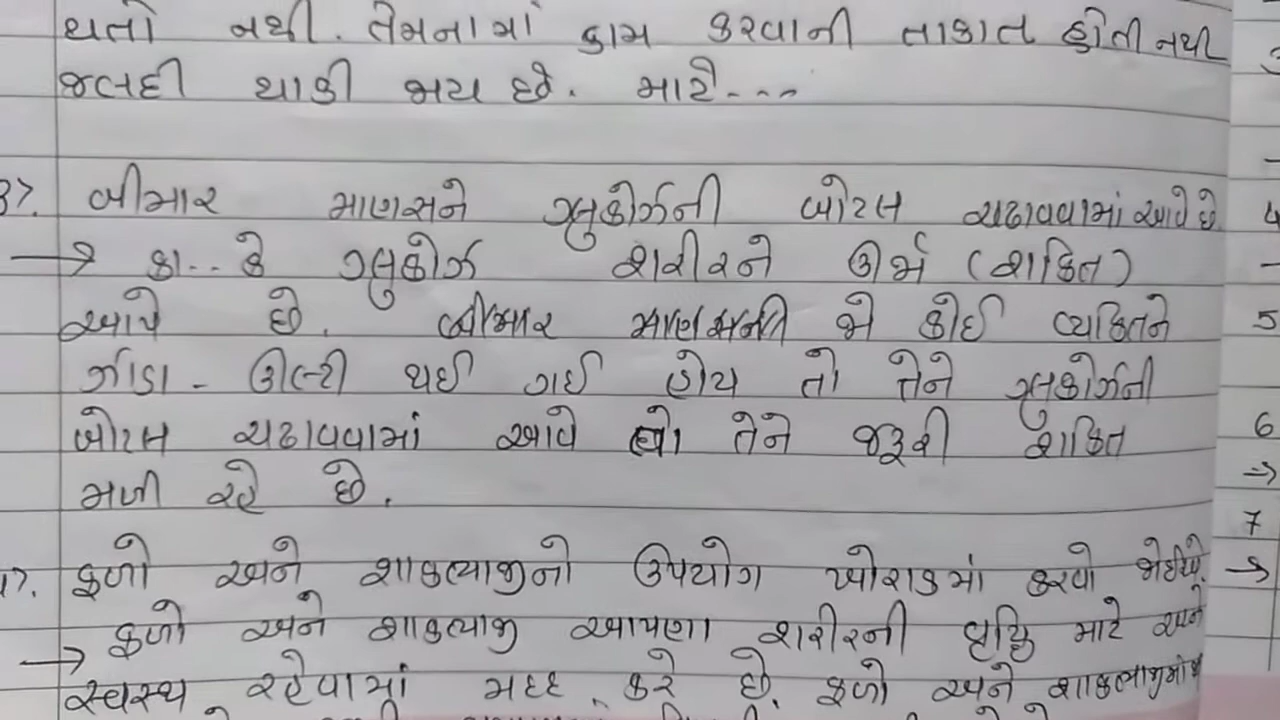 થતો નથી. તેમનામાં કામ કરવાની તાકાત હોતી નથી
જલદી થાકી જાય છે. માટે...
3>. બીમાર માણસને ગ્લુકોઝની બોટલ ચઢાવવામાં આવે છે
→ કા.. કે ગ્લુકોઝ શરીરને ઊર્જા (શક્તિ)
આપે છે. બીમાર માણસની જો કોઈ વ્યક્તિને
ઝાડા - ઊલ્ટી થઈ ગઈ હોય તો તેને ગ્લુકોઝની
બોટલ ચઢાવવામાં આવે તો તેને જરૂરી શક્તિ
મળી રહે છે.
ફળો અને શાકભાજીનો ઉપયોગ ખોરાકમાં કરવો જોઈએ.
→ ફળો અને શાકભાજી આપણા શરીરની વૃદ્ધિ માટે અને
સ્વસ્થ રહેવામાં મદદ કરે છે. ફળો અને શાકભાજીમાંથી
4
5
6
→
7
→